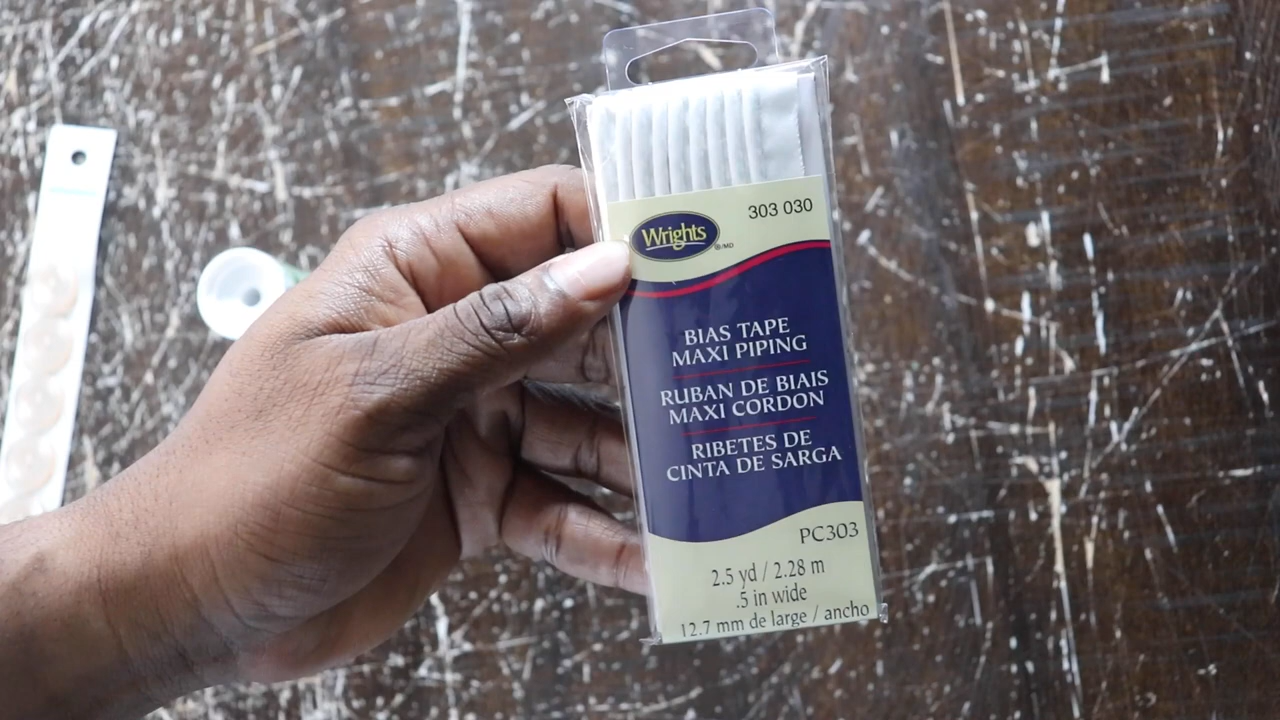 303 030
Wrights
®/MD
BIAS TAPE
MAXI PIPING
RUBAN DE BIAIS
MAXI CORDON
RIBETES DE
CINTA DE SARGA
PC303
2.5 yd / 2.28 m
.5 in wide
12.7 mm de large / ancho